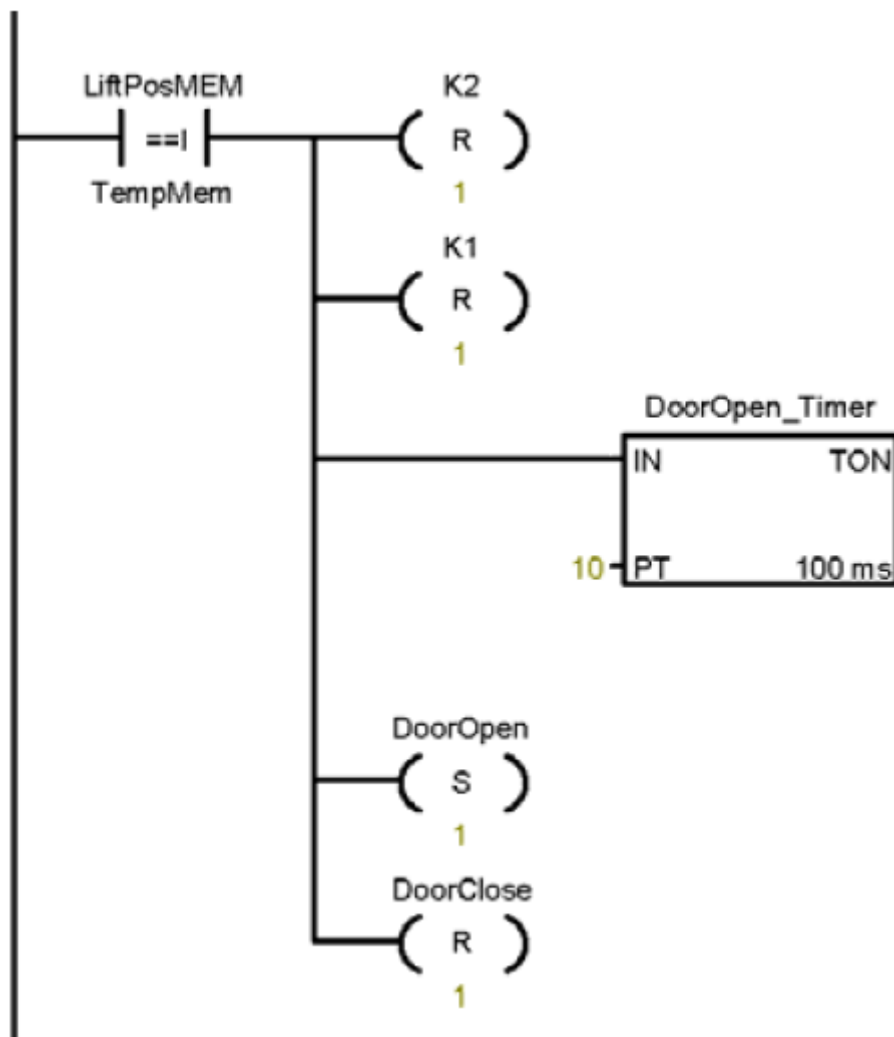 LiftPosMEM
==I
TempMem
K2
R
1
K1
R
1
DoorOpen_Timer
IN TON
10 PT 100 ms
DoorOpen
S
1
DoorClose
R
1